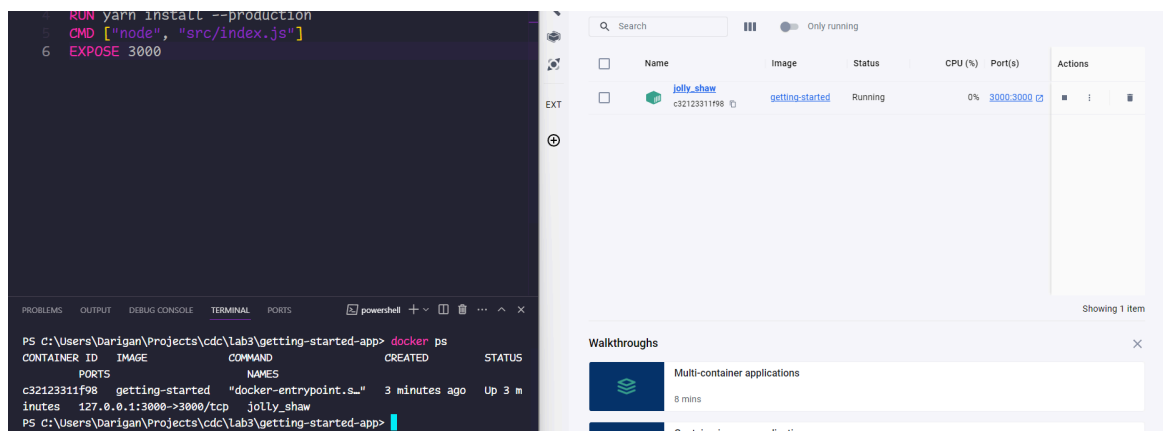 4 RUN yarn install --production
5 CMD ["node", "src/index.js"]
6 EXPOSE 3000
PROBLEMS OUTPUT DEBUG CONSOLE TERMINAL PORTS powershell
PS C:\Users\Darigan\Projects\cdc\lab3\getting-started-app> docker ps
CONTAINER ID IMAGE COMMAND CREATED STATUS
PORTS NAMES
c32123311f98 getting-started "docker-entrypoint.s…" 3 minutes ago Up 3 m
inutes 127.0.0.1:3000->3000/tcp jolly_shaw
PS C:\Users\Darigan\Projects\cdc\lab3\getting-started-app>
EXT
Search Only running
Name Image Status CPU (%) Port(s) Actions
jolly_shaw
c32123311f98 getting-started Running 0% 3000:3000
Showing 1 item
Walkthroughs
Multi-container applications
8 mins